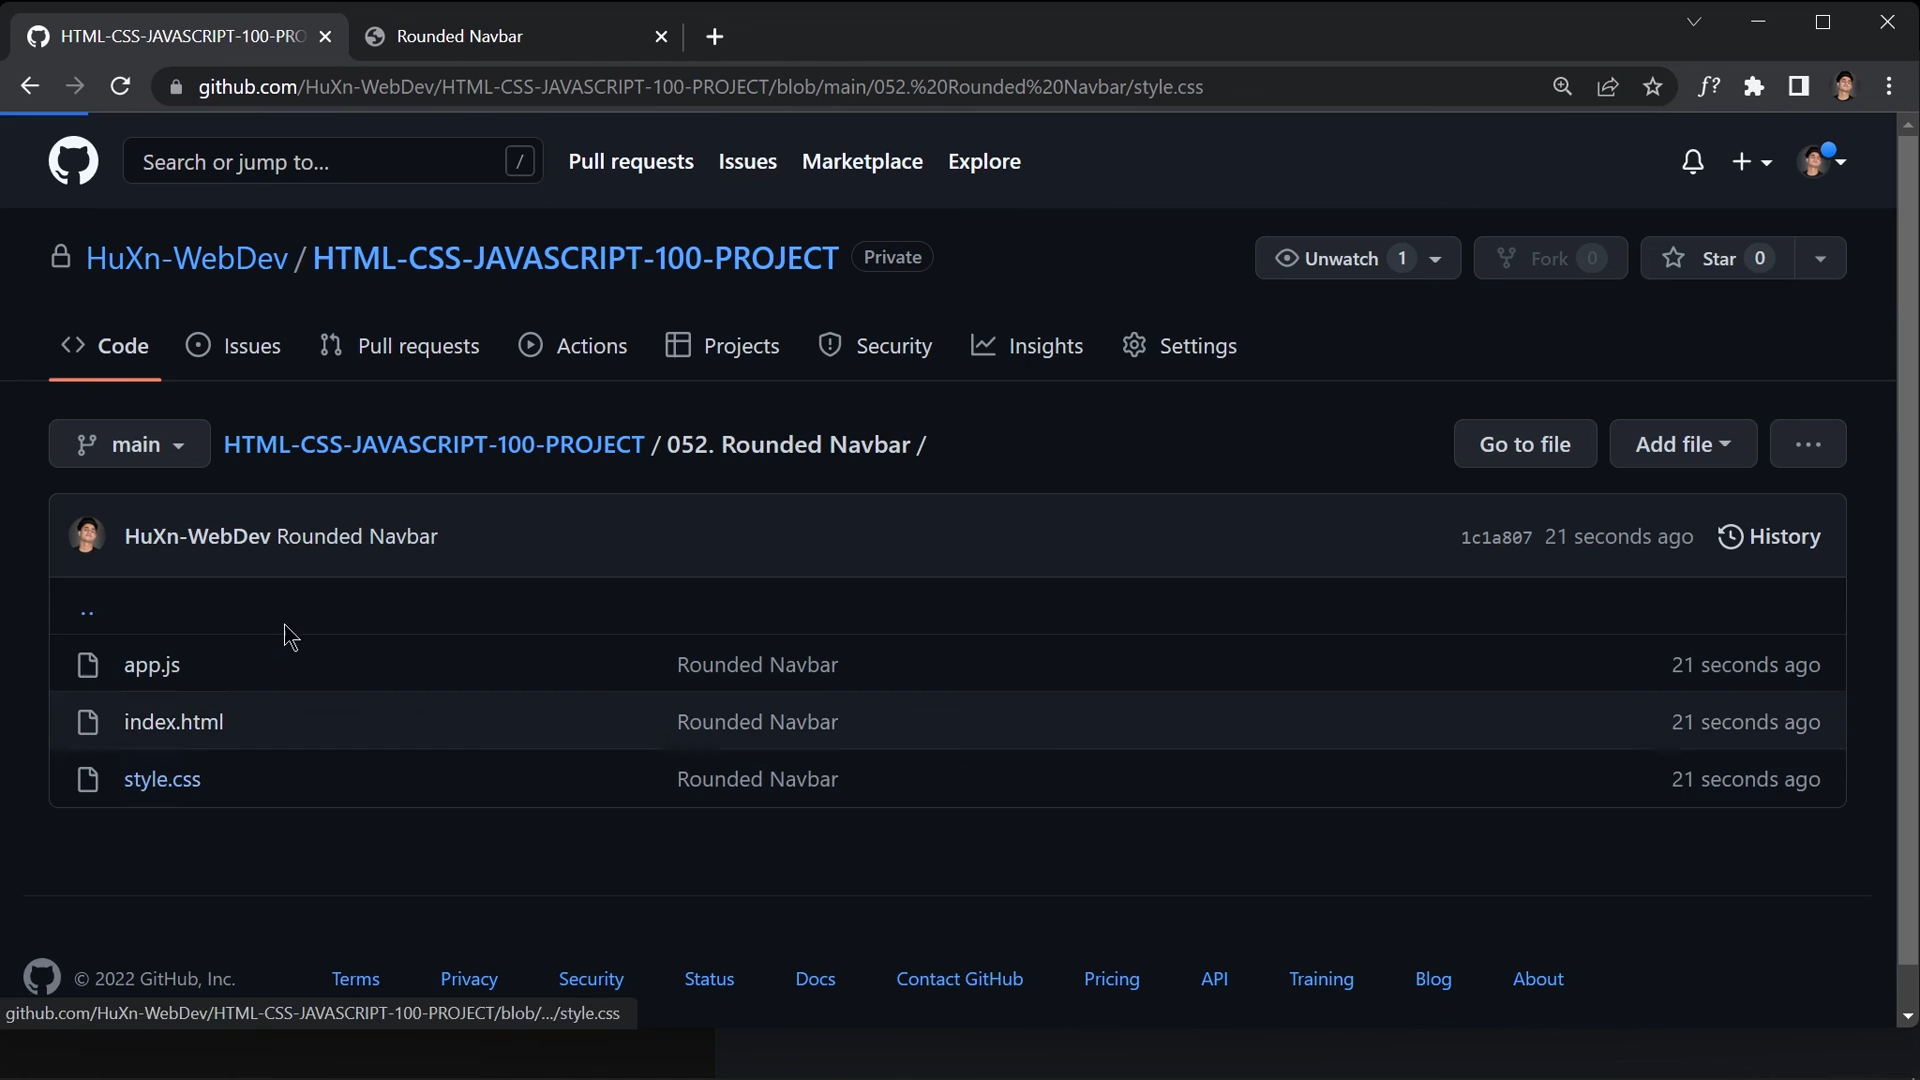 HTML-CSS-JAVASCRIPT-100-PRO
Rounded Navbar
github.com/HuXn-WebDev/HTML-CSS-JAVASCRIPT-100-PROJECT/blob/main/052.%20Rounded%20Navbar/style.css
f?
Search or jump to... /
Pull requests Issues Marketplace Explore
HuXn-WebDev / HTML-CSS-JAVASCRIPT-100-PROJECT Private
Unwatch 1 Fork 0 Star 0
Code Issues Pull requests Actions Projects Security Insights Settings
main HTML-CSS-JAVASCRIPT-100-PROJECT / 052. Rounded Navbar /
Go to file Add file ...
HuXn-WebDev Rounded Navbar 1c1a807 21 seconds ago History
..
app.js Rounded Navbar 21 seconds ago
index.html Rounded Navbar 21 seconds ago
style.css Rounded Navbar 21 seconds ago
© 2022 GitHub, Inc. Terms Privacy Security Status Docs Contact GitHub Pricing API Training Blog About
github.com/HuXn-WebDev/HTML-CSS-JAVASCRIPT-100-PROJECT/blob/.../style.css